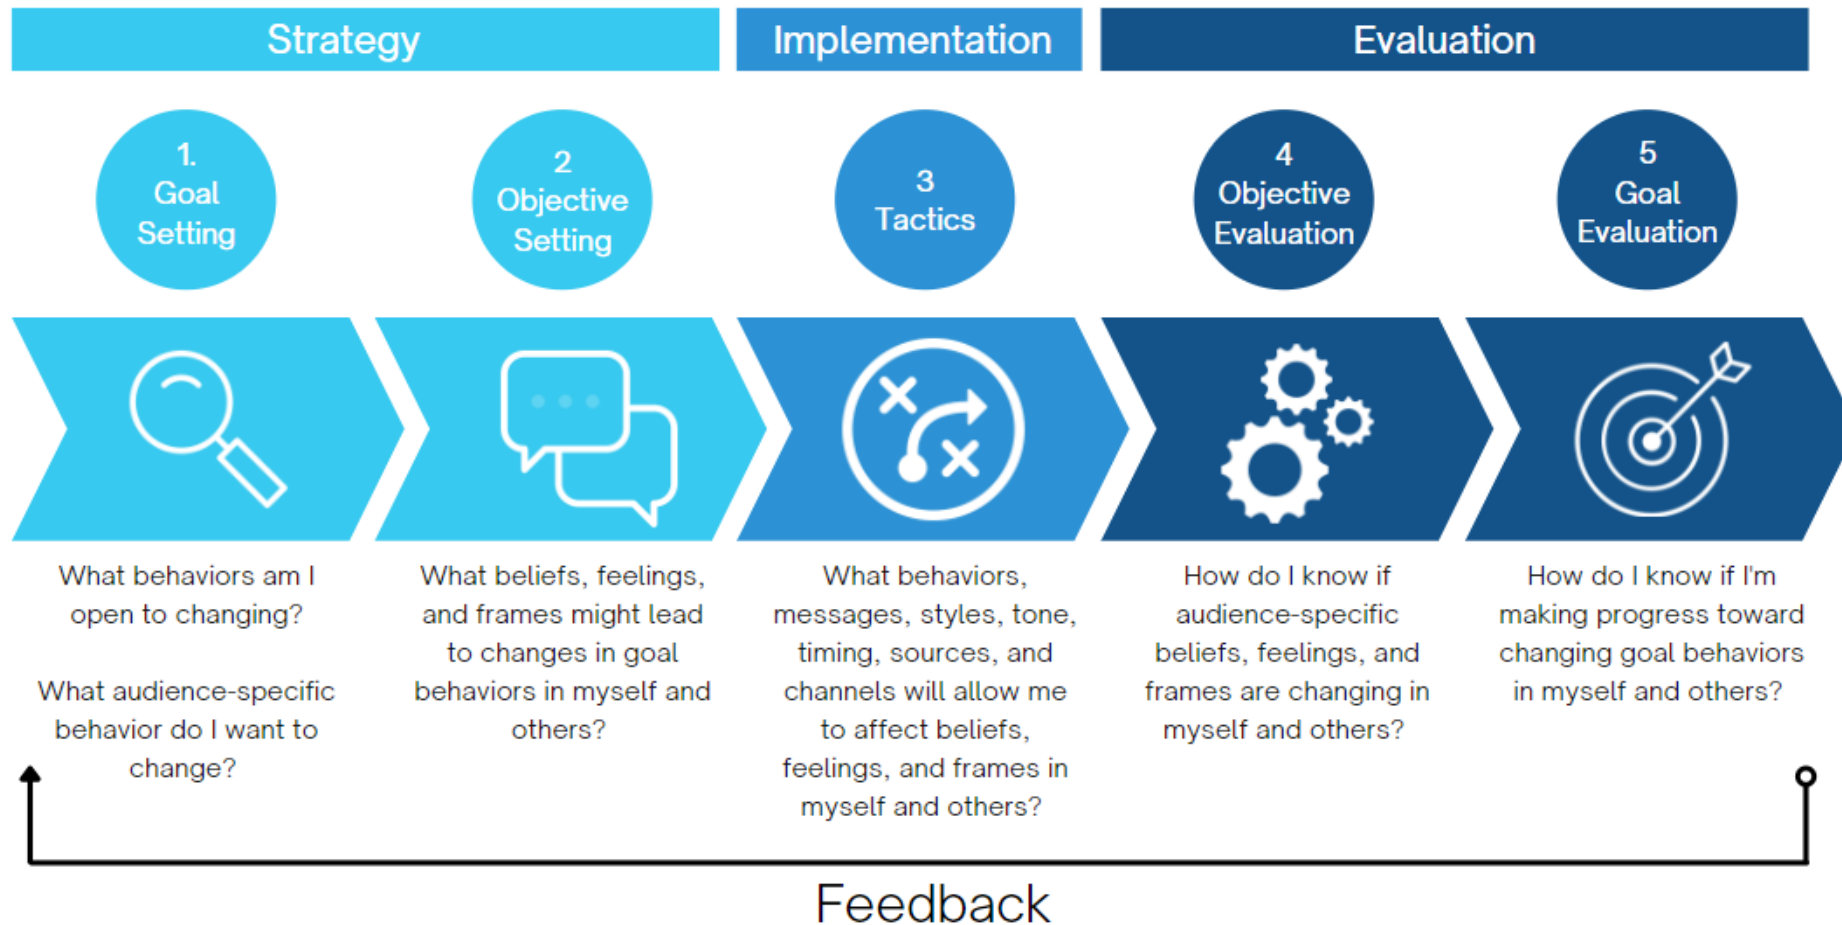 Strategy
Implementation
Evaluation
1.
Goal
Setting
2
Objective
Setting
3
Tactics
4
Objective
Evaluation
5
Goal
Evaluation
What behaviors am I
open to changing?
What audience-specific
behavior do I want to
change?
What beliefs, feelings,
and frames might lead
to changes in goal
behaviors in myself and
others?
What behaviors,
messages, styles, tone,
timing, sources, and
channels will allow me
to affect beliefs,
feelings, and frames in
myself and others?
How do I know if
audience-specific
beliefs, feelings, and
frames are changing in
myself and others?
How do I know if I'm
making progress toward
changing goal behaviors
in myself and others?
Feedback